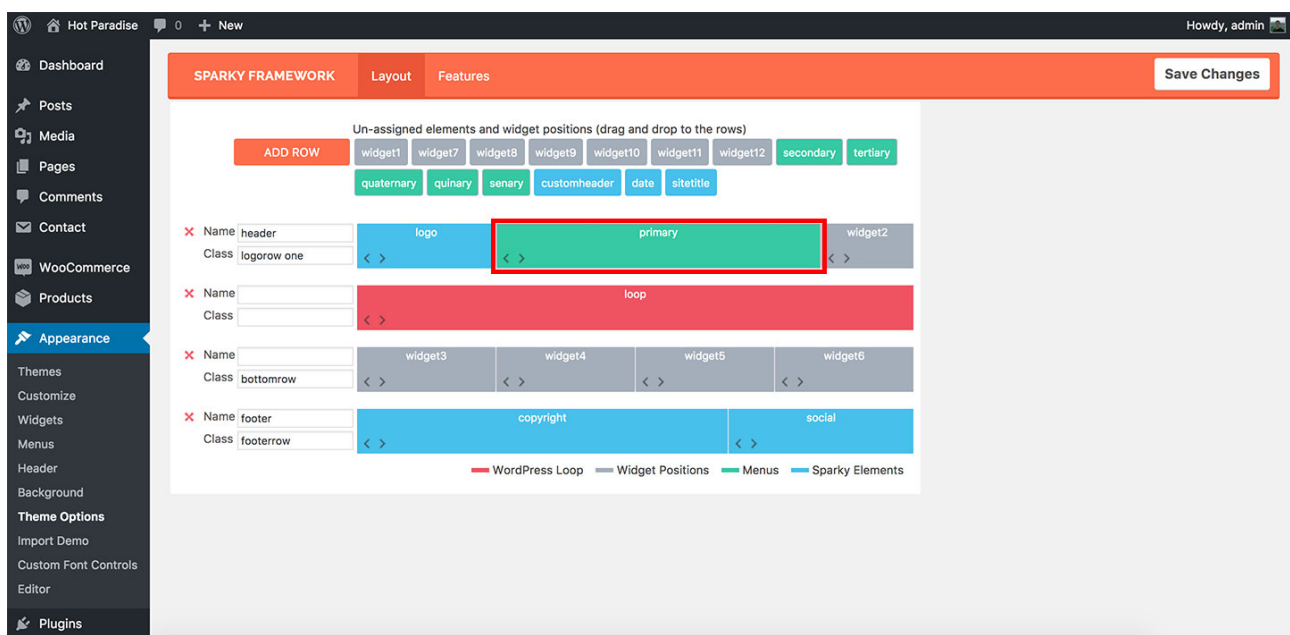 Hot Paradise 0 + New Howdy, admin
Dashboard
Posts
Media
Pages
Comments
Contact
WooCommerce
Products
Appearance
Themes
Customize
Widgets
Menus
Header
Background
Theme Options
Import Demo
Custom Font Controls
Editor
Plugins
SPARKY FRAMEWORK Layout Features Save Changes
Un-assigned elements and widget positions (drag and drop to the rows)
ADD ROW widget1 widget7 widget8 widget9 widget10 widget11 widget12 secondary tertiary
quaternary quinary senary customheader date sitetitle
Name header logo primary widget2
Class logorow one
Name loop
Class
Name widget3 widget4 widget5 widget6
Class bottomrow
Name footer copyright social
Class footerrow
WordPress Loop Widget Positions Menus Sparky Elements